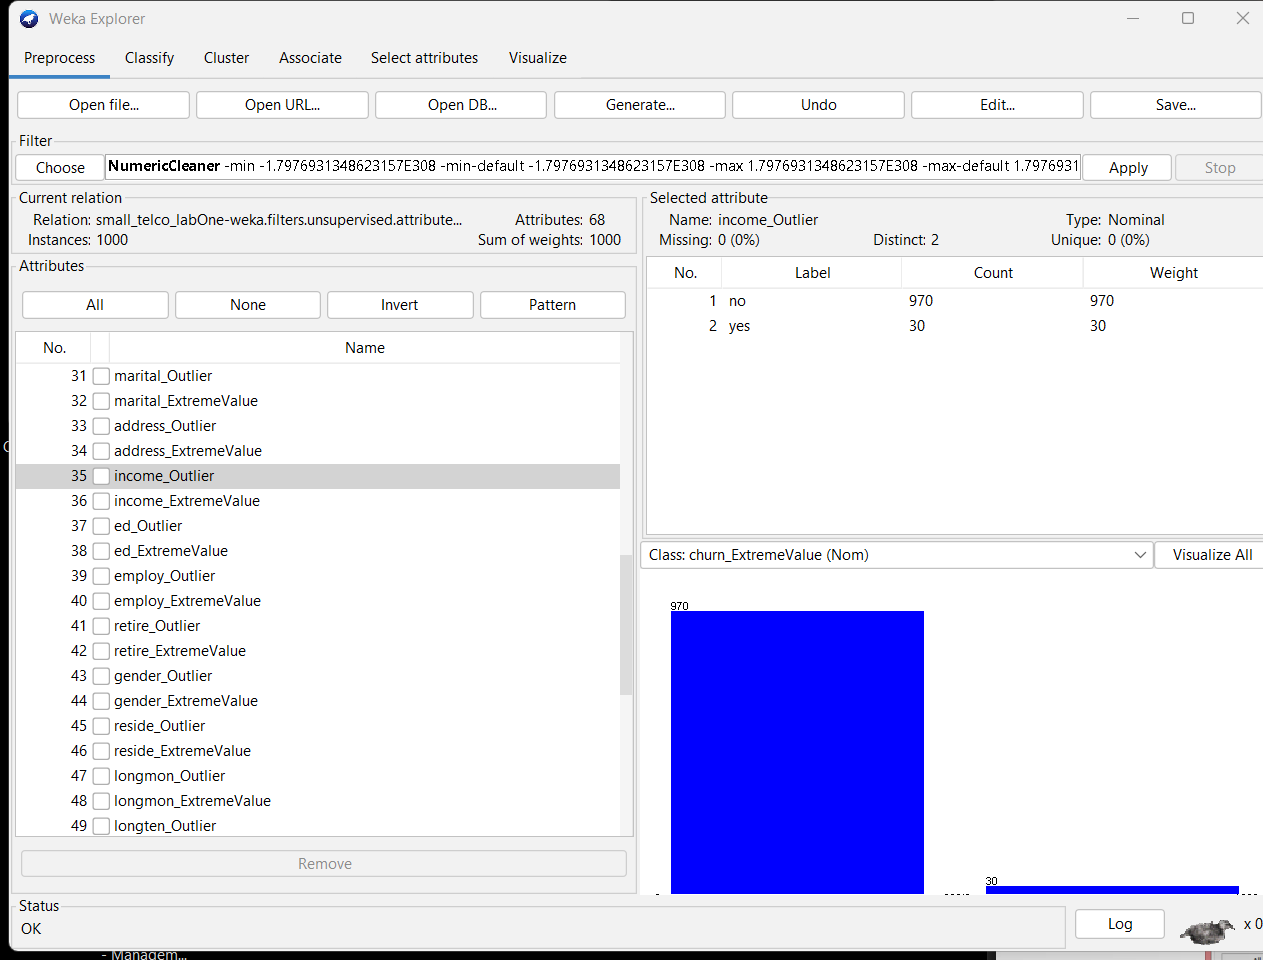 Weka Explorer
Preprocess Classify Cluster Associate Select attributes Visualize
Open file... Open URL... Open DB... Generate... Undo Edit... Save...
Filter
Choose NumericCleaner -min -1.7976931348623157E308 -min-default -1.7976931348623157E308 -max 1.7976931348623157E308 -max-default 1.7976931 Apply Stop
Current relation
Relation: small_telco_labOne-weka.filters.unsupervised.attribute... Attributes: 68
Instances: 1000 Sum of weights: 1000
Attributes
All None Invert Pattern
No. Name
31 marital_Outlier
32 marital_ExtremeValue
33 address_Outlier
34 address_ExtremeValue
35 income_Outlier
36 income_ExtremeValue
37 ed_Outlier
38 ed_ExtremeValue
39 employ_Outlier
40 employ_ExtremeValue
41 retire_Outlier
42 retire_ExtremeValue
43 gender_Outlier
44 gender_ExtremeValue
45 reside_Outlier
46 reside_ExtremeValue
47 longmon_Outlier
48 longmon_ExtremeValue
49 longten_Outlier
Remove
Selected attribute
Name: income_Outlier Type: Nominal
Missing: 0 (0%) Distinct: 2 Unique: 0 (0%)
No. Label Count Weight
1 no 970 970
2 yes 30 30
Class: churn_ExtremeValue (Nom) Visualize All
970
30
Status
OK
Log x 0
- Managem...